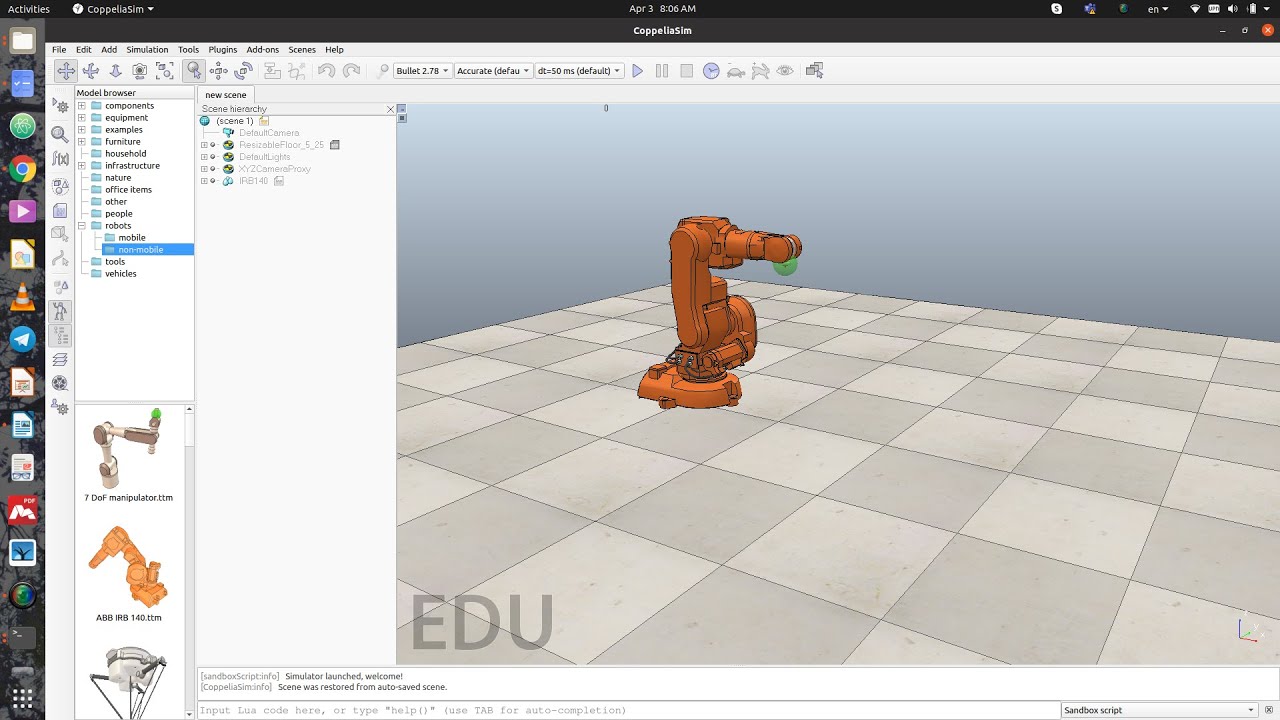 Activities
CoppeliaSim
Apr 3 8:06 AM
en
CoppeliaSim
File Edit Add Simulation Tools Plugins Add-ons Scenes Help
Bullet 2.78
Accurate (defau
dt=50 ms (default)
Model browser
components
equipment
examples
furniture
household
infrastructure
nature
office items
other
people
robots
mobile
non-mobile
tools
vehicles
7 DoF manipulator.ttm
ABB IRB 140.ttm
new scene
Scene hierarchy
(scene 1)
DefaultCamera
ResizableFloor_5_25
DefaultLights
XYZCameraProxy
IRB140
EDU
[sandboxScript:info] Simulator launched, welcome!
[CoppeliaSim:info] Scene was restored from auto-saved scene.
Input Lua code here, or type "help()" (use TAB for auto-completion)
Sandbox script
PDF
f(x)